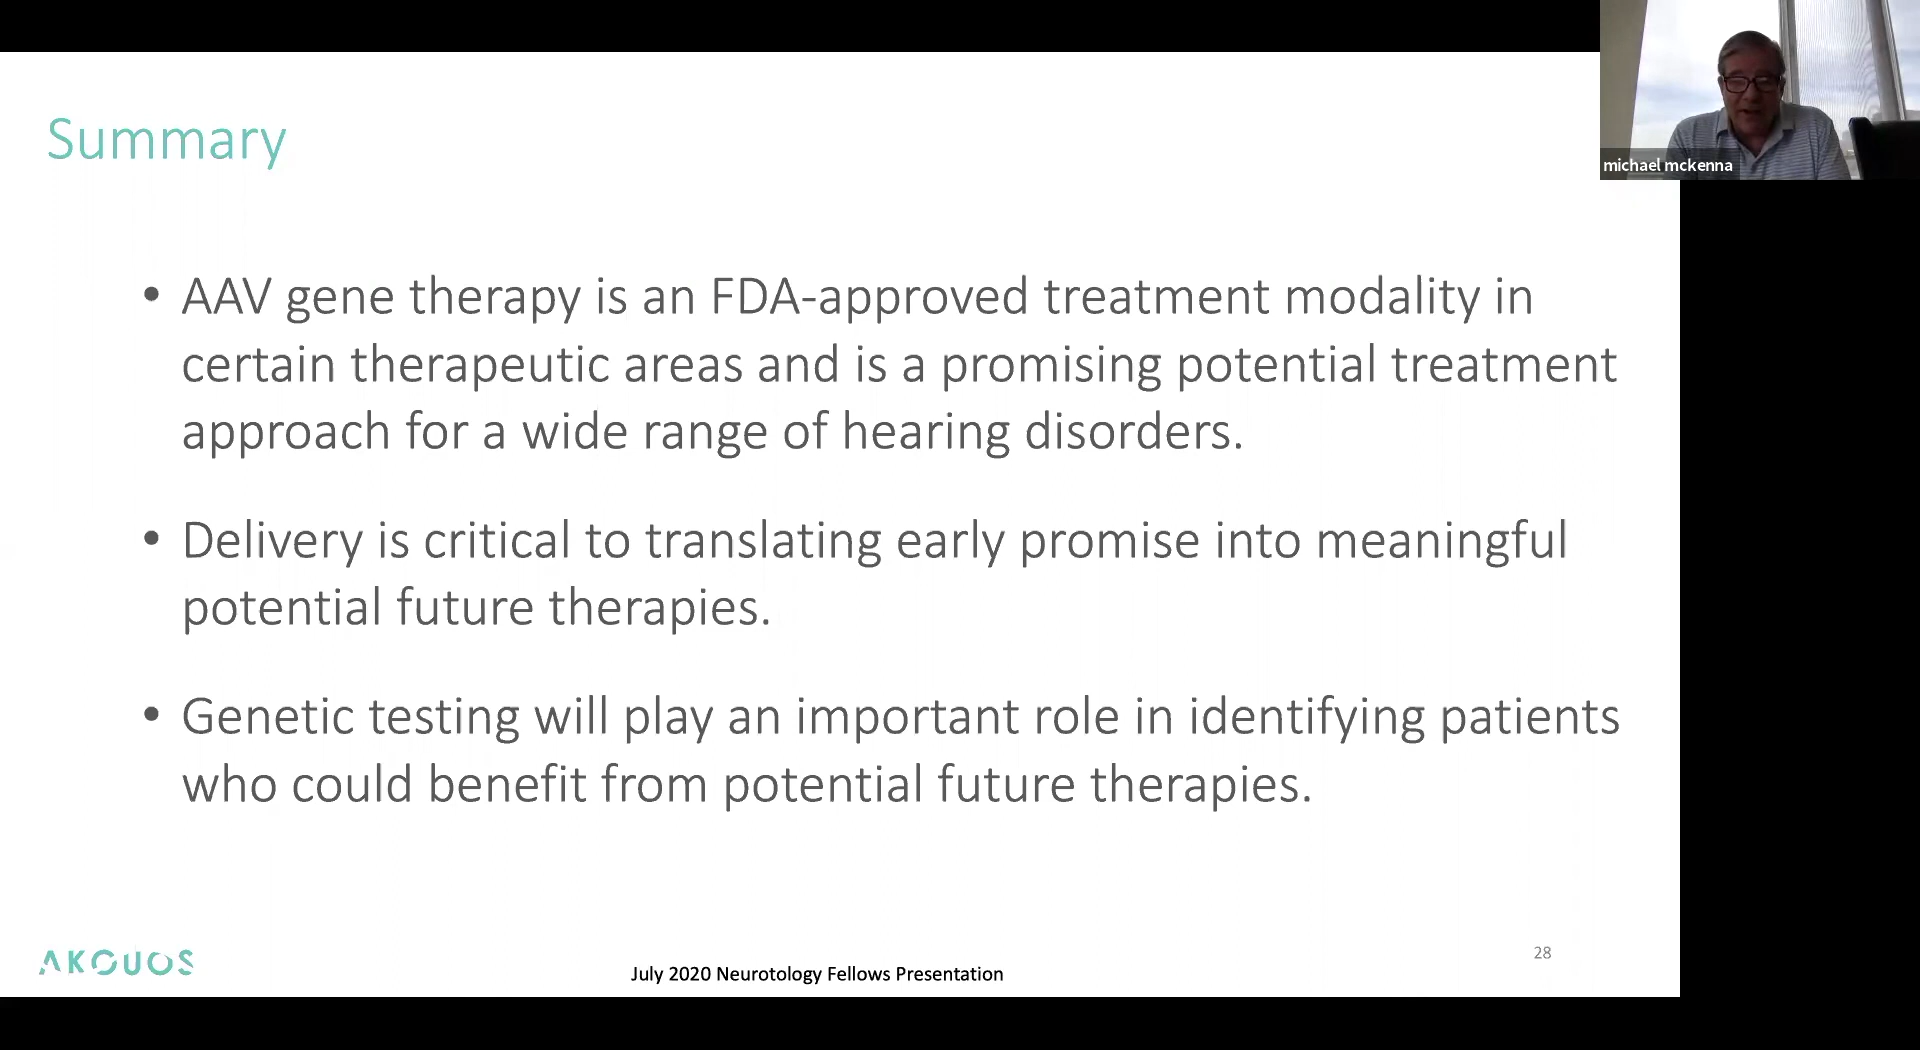 Summary
michael mckenna
• AAV gene therapy is an FDA-approved treatment modality in
certain therapeutic areas and is a promising potential treatment
approach for a wide range of hearing disorders.
• Delivery is critical to translating early promise into meaningful
potential future therapies.
• Genetic testing will play an important role in identifying patients
who could benefit from potential future therapies.
AKOUOS
July 2020 Neurotology Fellows Presentation
28